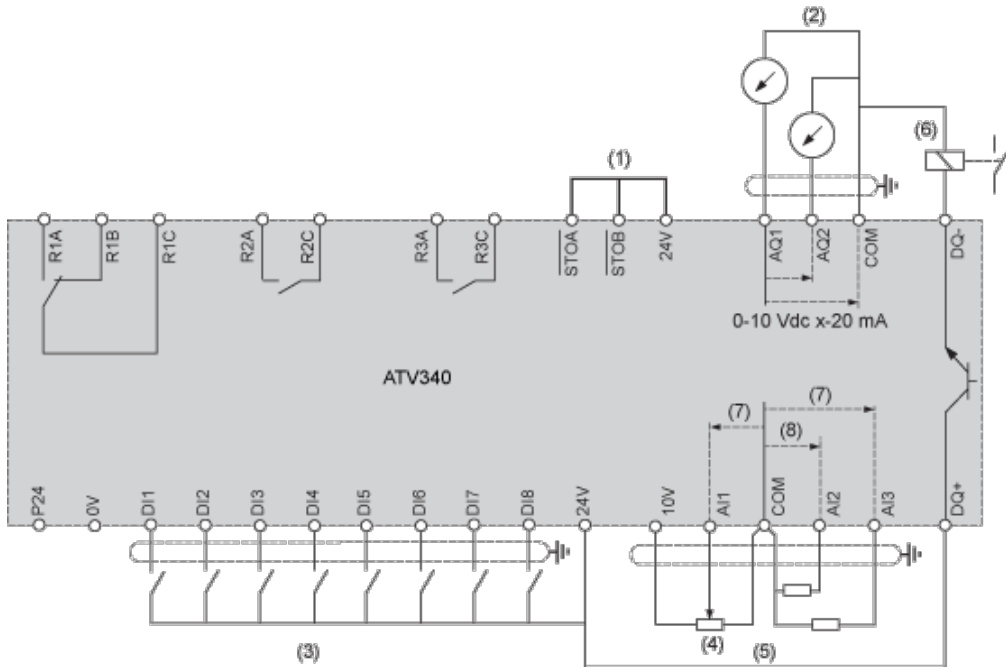 (2)
(6)
(1)
R1A
R1B
R1C
R2A
R2C
R3A
R3C
STOA
STOB
24V
AQ1
AQ2
COM
DQ-
0-10 Vdc x-20 mA
ATV340
(7)
(7)
(8)
P24
0V
DI1
DI2
DI3
DI4
DI5
DI6
DI7
DI8
24V
10V
AI1
COM
AI2
AI3
DQ+
(4)
(3)
(5)